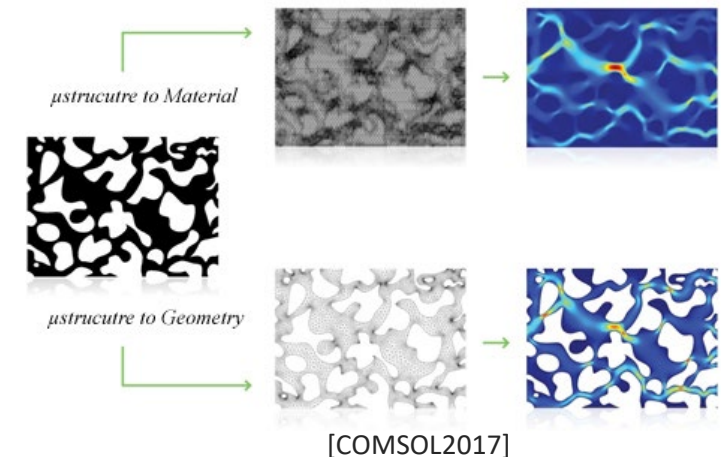 μstrucutre to Material
μstrucutre to Geometry
[COMSOL2017]